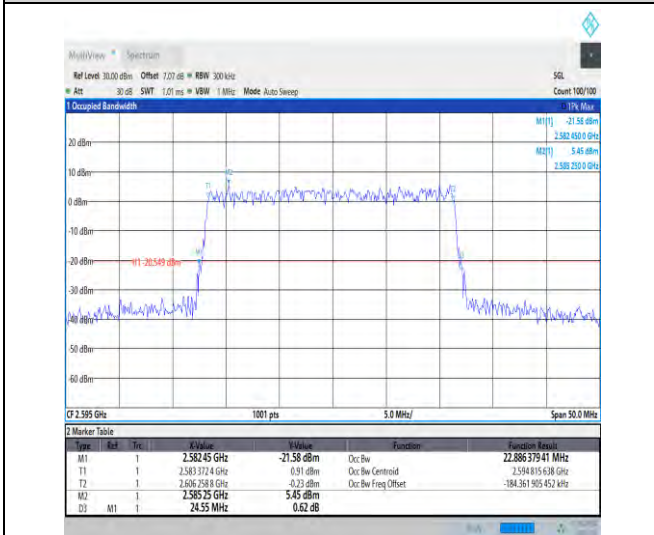 MultiView Spectrum
Ref Level 30.00 dBm Offset 7.07 dB RBW 300 kHz SGL
Att 30 dB SWT 1.01 ms VBW 1 MHz Mode Auto Sweep Count 100/100
1 Occupied Bandwidth 1Pk Max
M1[1] -21.58 dBm
2.582 450 0 GHz
M2[1] 5.45 dBm
2.585 250 0 GHz
20 dBm
10 dBm
0 dBm
-10 dBm
-20 dBm
H1 -20.549 dBm
-30 dBm
-40 dBm
-50 dBm
-60 dBm
T1
M1
CF 2.595 GHz 1001 pts 5.0 MHz/ Span 50.0 MHz
2 Marker Table
Type Ref Trc X-Value Y-Value Function Function Result
M1 1 2.58245 GHz -21.58 dBm Occ Bw 22.886 379 41 MHz
T1 1 2.583 372 4 GHz 0.91 dBm Occ Bw Centroid 2.594 815 638 GHz
T2 1 2.606 258 8 GHz -0.23 dBm Occ Bw Freq Offset -184.361 905 452 kHz
M2 1 2.58525 GHz 5.45 dBm
D3 M1 1 24.55 MHz 0.62 dB